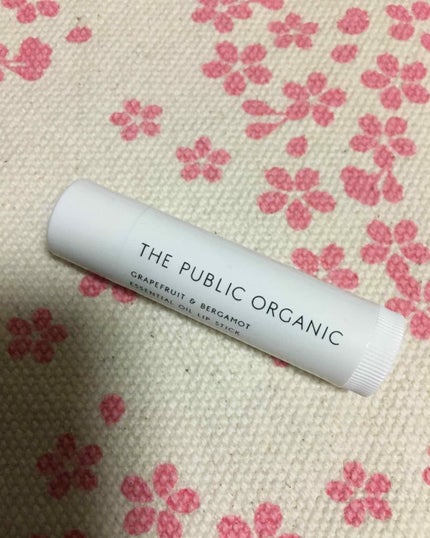 THE PUBLIC ORGANIC
GRAPEFRUIT & BERGAMOT
ESSENTIAL OIL LIP STICK